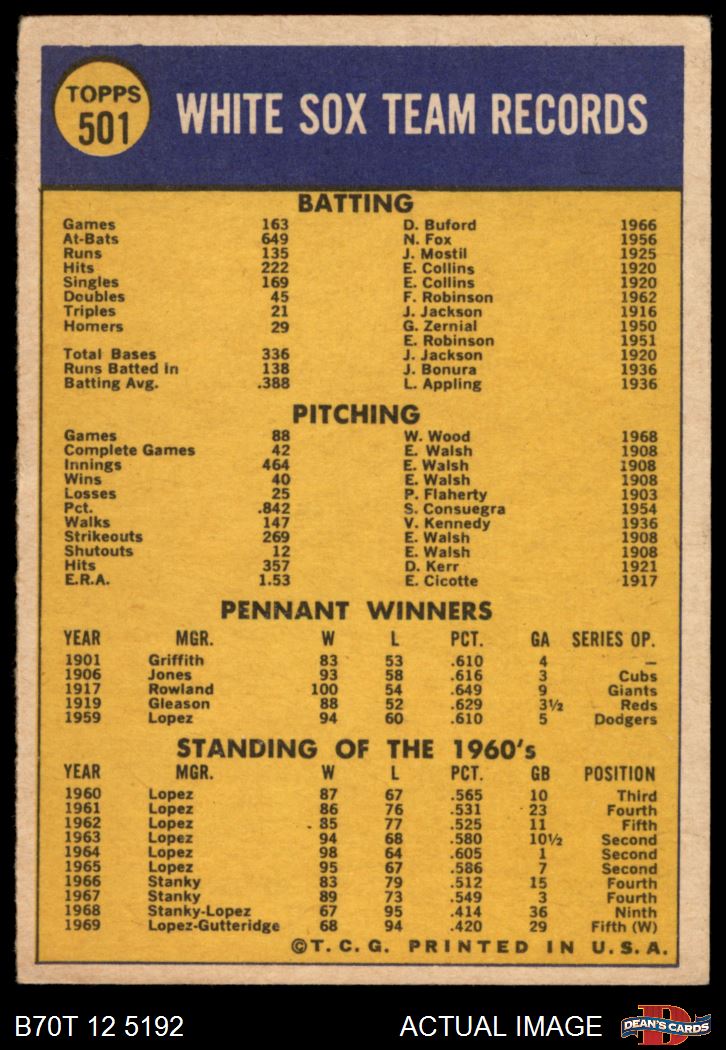 TOPPS
501
WHITE SOX TEAM RECORDS
BATTING
Games 163 D. Buford 1966
At-Bats 649 N. Fox 1956
Runs 135 J. Mostil 1925
Hits 222 E. Collins 1920
Singles 169 E. Collins 1920
Doubles 45 F. Robinson 1962
Triples 21 J. Jackson 1916
Homers 29 G. Zernial 1950
E. Robinson 1951
Total Bases 336 J. Jackson 1920
Runs Batted In 138 J. Bonura 1936
Batting Avg. .388 L. Appling 1936
PITCHING
Games 88 W. Wood 1968
Complete Games 42 E. Walsh 1908
Innings 464 E. Walsh 1908
Wins 40 E. Walsh 1908
Losses 25 P. Flaherty 1903
Pct. .842 S. Consuegra 1954
Walks 147 V. Kennedy 1936
Strikeouts 269 E. Walsh 1908
Shutouts 12 E. Walsh 1908
Hits 357 D. Kerr 1921
E.R.A. 1.53 E. Cicotte 1917
PENNANT WINNERS
YEAR MGR. W L PCT. GA SERIES OP.
1901 Griffith 83 53 .610 4 —
1906 Jones 93 58 .616 3 Cubs
1917 Rowland 100 54 .649 9 Giants
1919 Gleason 88 52 .629 3½ Reds
1959 Lopez 94 60 .610 5 Dodgers
STANDING OF THE 1960's
YEAR MGR. W L PCT. GB POSITION
1960 Lopez 87 67 .565 10 Third
1961 Lopez 86 76 .531 23 Fourth
1962 Lopez 85 77 .525 11 Fifth
1963 Lopez 94 68 .580 10½ Second
1964 Lopez 98 64 .605 1 Second
1965 Lopez 95 67 .586 7 Second
1966 Stanky 83 79 .512 15 Fourth
1967 Stanky 89 73 .549 3 Fourth
1968 Stanky-Lopez 67 95 .414 36 Ninth
1969 Lopez-Gutteridge 68 94 .420 29 Fifth (W)
©T.C.G. PRINTED IN U.S.A.
B70T 12 5192 ACTUAL IMAGE D DEAN'S CARDS